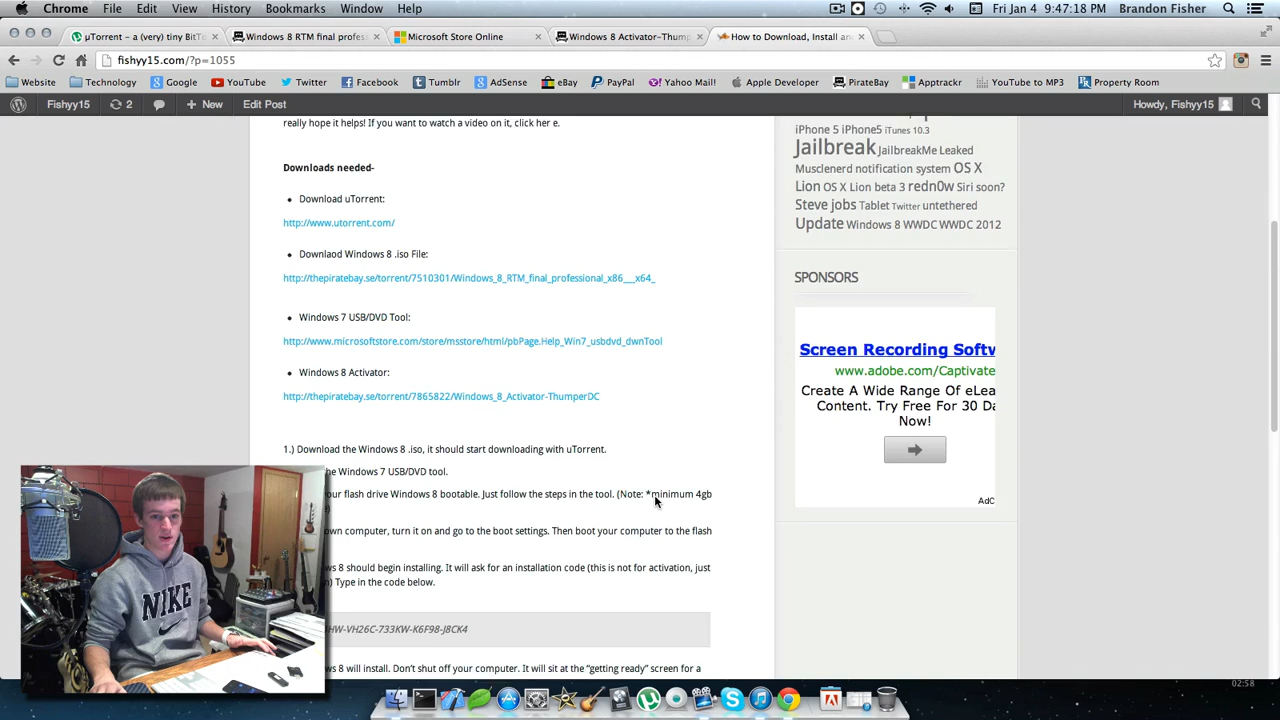 Chrome File Edit View History Bookmarks Window Help Fri Jan 4 9:47:18 PM Brandon Fisher
µTorrent – a (very) tiny BitTo Windows 8 RTM final profess Microsoft Store Online Windows 8 Activator-Thump How to Download, Install and
fishyy15.com/?p=1055
Website Technology Google YouTube Twitter Facebook Tumblr AdSense eBay PayPal Yahoo! Mail! Apple Developer PirateBay Apptrackr YouTube to MP3 Property Room
Fishyy15 2 New Edit Post Howdy, Fishyy15
really hope it helps! If you want to watch a video on it, click her e.
Downloads needed-
Download uTorrent:
http://www.utorrent.com/
Downlaod Windows 8 .iso File:
http://thepiratebay.se/torrent/7510301/Windows_8_RTM_final_professional_x86___x64_
Windows 7 USB/DVD Tool:
http://www.microsoftstore.com/store/msstore/html/pbPage.Help_Win7_usbdvd_dwnTool
Windows 8 Activator:
http://thepiratebay.se/torrent/7865822/Windows_8_Activator-ThumperDC
1.) Download the Windows 8 .iso, it should start downloading with uTorrent.
the Windows 7 USB/DVD tool.
our flash drive Windows 8 bootable. Just follow the steps in the tool. (Note: *minimum 4gb
own computer, turn it on and go to the boot settings. Then boot your computer to the flash
ws 8 should begin installing. It will ask for an installation code (this is not for activation, just
n) Type in the code below.
HW-VH26C-733KW-K6F98-J8CK4
ws 8 will install. Don't shut off your computer. It will sit at the "getting ready" screen for a
iPhone 5 iPhone5 iTunes 10.3
Jailbreak JailbreakMe Leaked
Musclenerd notification system OS X
Lion OS X Lion beta 3 redn0w Siri soon?
Steve jobs Tablet Twitter untethered
Update Windows 8 WWDC WWDC 2012
SPONSORS
Screen Recording Softw
www.adobe.com/Captivate
Create A Wide Range Of eLea
Content. Try Free For 30 Da
Now!
AdC
NIKE
02:58